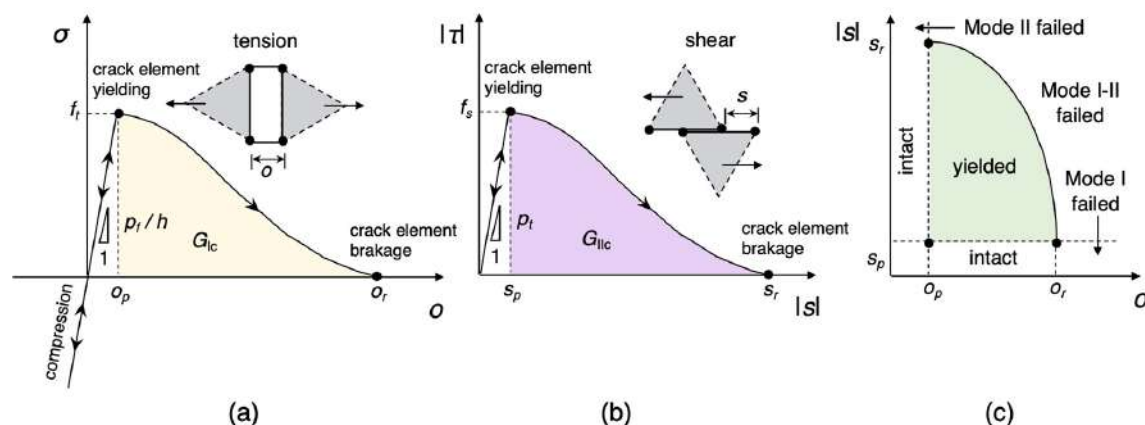 σ
tension
crack element
yielding
f_t
o
p_f / h
1
G_Ic
crack element
brakage
o_p
o_r
o
compression
(a)
|τ|
shear
crack element
yielding
s
f_s
p_t
1
G_IIc
crack element
brakage
s_p
s_r
|s|
(b)
|s|
s_r
Mode II failed
Mode I-II
failed
intact
yielded
Mode I
failed
s_p
intact
o_p
o_r
o
(c)